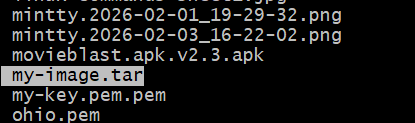 mintty.2026-02-01_19-29-32.png
mintty.2026-02-03_16-22-02.png
movieblast.apk.v2.3.apk
my-image.tar
my-key.pem.pem
ohio.pem